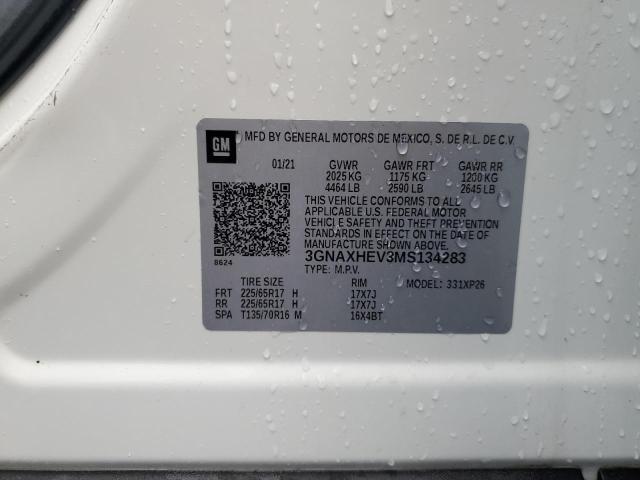 GM MFD BY GENERAL MOTORS DE MEXICO, S. DE R.L. DE C.V
01/21 GVWR GAWR FRT GAWR RR
2025 KG 1175 KG 1200 KG
4464 LB 2590 LB 2645 LB
THIS VEHICLE CONFORMS TO ALL
APPLICABLE U.S. FEDERAL MOTOR
VEHICLE SAFETY AND THEFT PREVENTION
STANDARDS IN EFFECT ON THE DATE OF
MANUFACTURE SHOWN ABOVE.
8624 3GNAXHEV3MS134283
TYPE: M.P.V. MODEL: 331XP26
TIRE SIZE RIM
FRT 225/65R17 H 17X7J
RR 225/65R17 H 17X7J
SPA T135/70R16 M 16X4BT